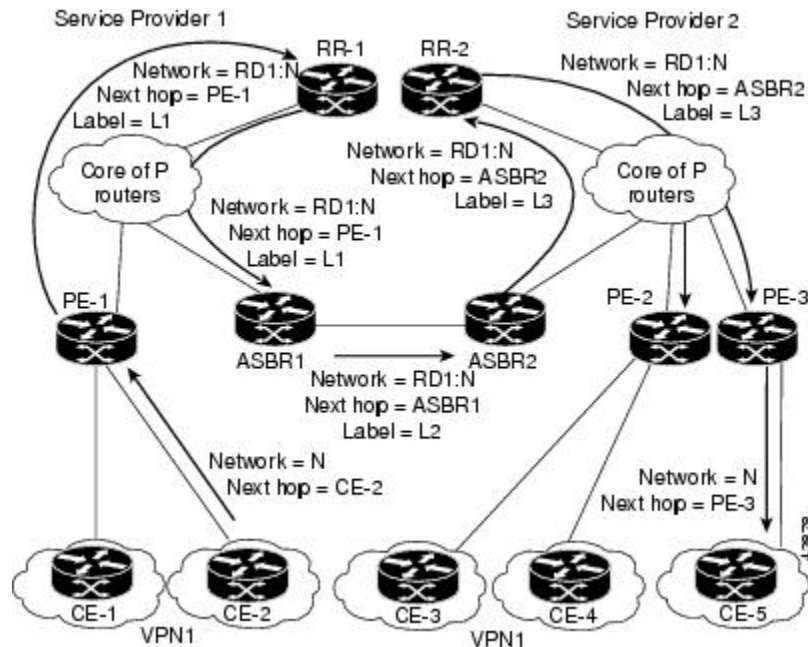 Service Provider 1
Service Provider 2
RR-1
RR-2
Network = RD1:N
Next hop = PE-1
Label = L1
Network = RD1:N
Next hop = ASBR2
Label = L3
Core of P
routers
Network = RD1:N
Next hop = ASBR2
Label = L3
Core of P
routers
Network = RD1:N
Next hop = PE-1
Label = L1
PE-1
PE-2
PE-3
ASBR1
ASBR2
Network = RD1:N
Next hop = ASBR1
Label = L2
Network = N
Next hop = CE-2
Network = N
Next hop = PE-3
CE-1
CE-2
CE-3
CE-4
CE-5
VPN1
VPN1